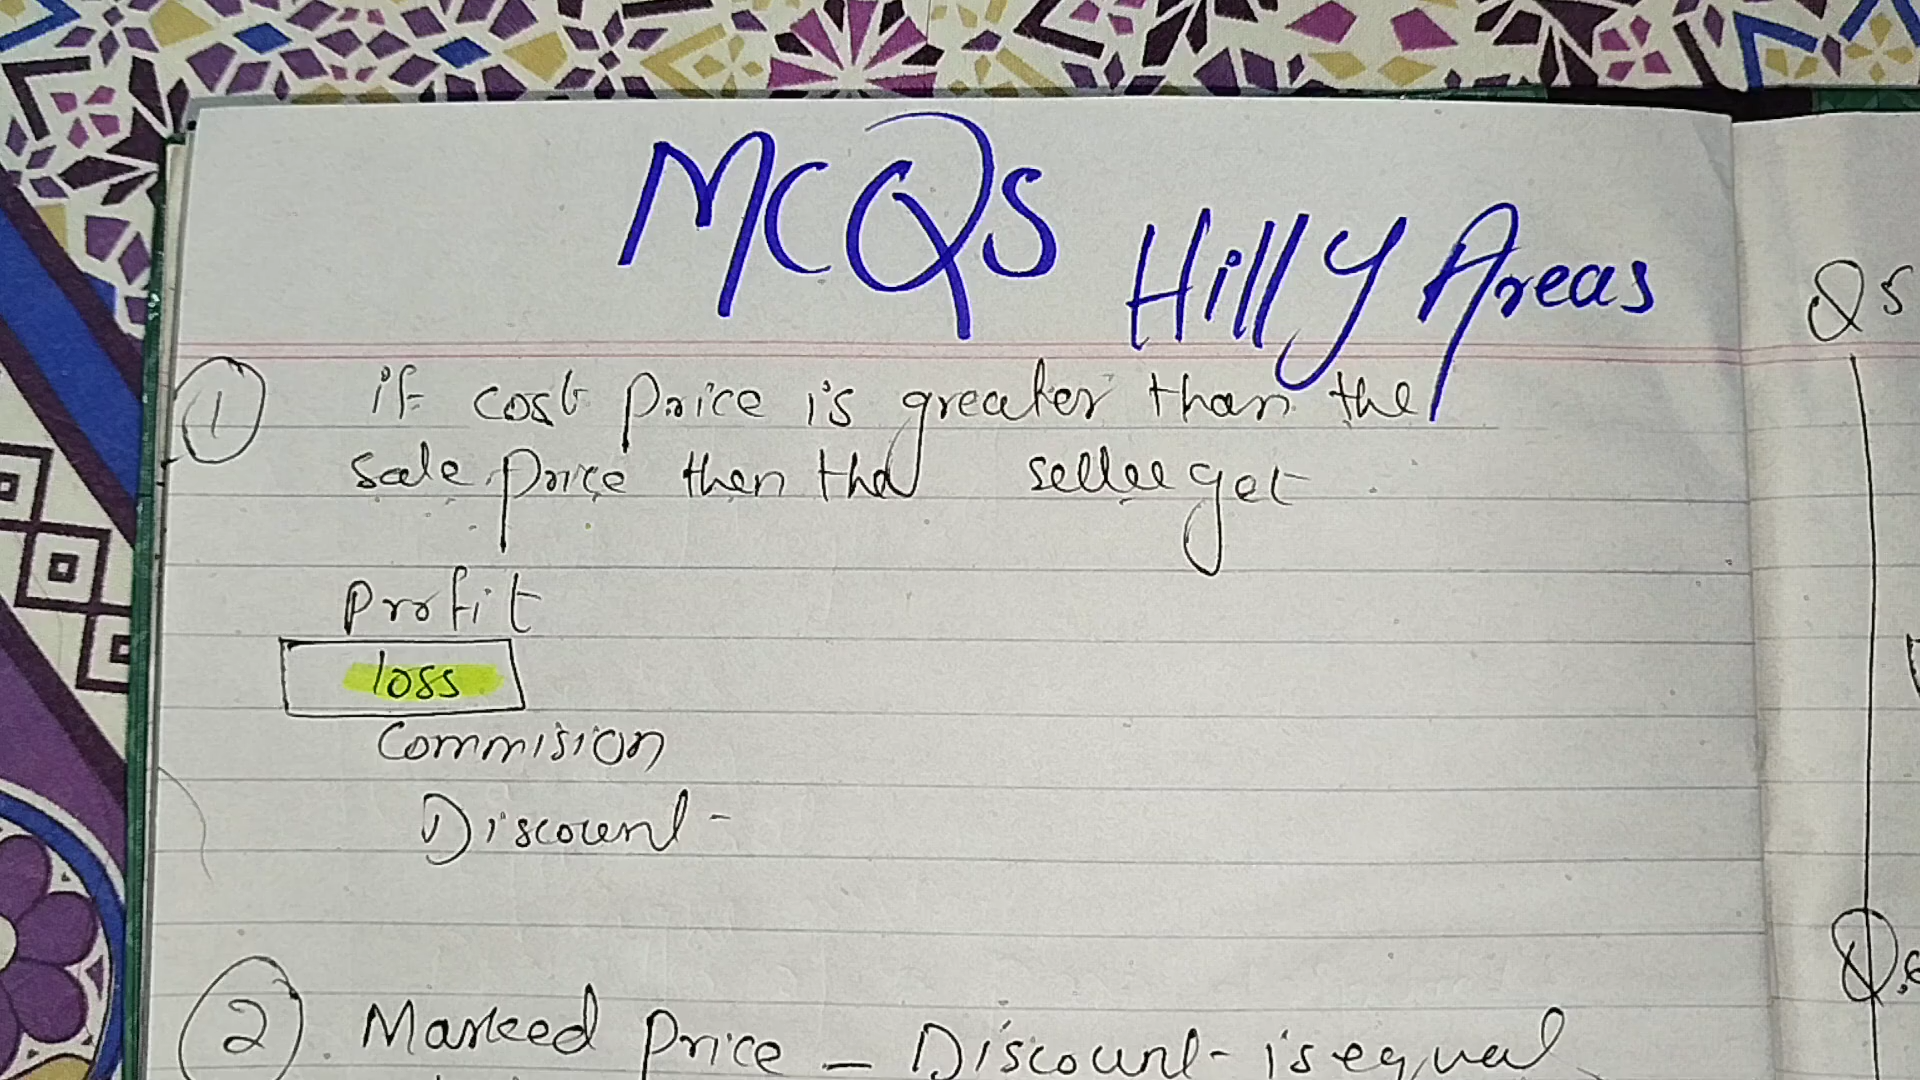 MCQS
Hilly Areas
① if cost price is greater than the
sale price then the seller get
Profit
loss
Commision
Discount -
② Marked Price - Discount is equal
Q5